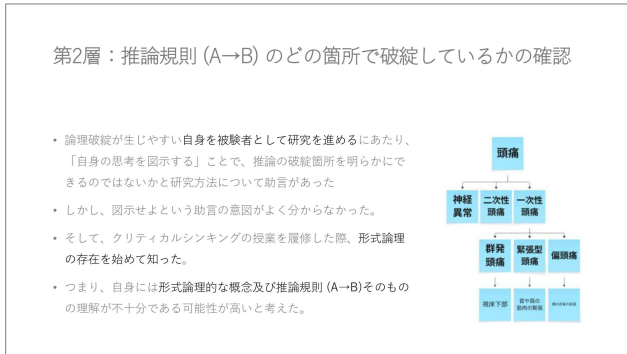 第2層：推論規則 (A→B) のどの箇所で破綻しているかの確認
• 論理破綻が生じやすい自身を被験者として研究を進めるにあたり、
「自身の思考を図示する」ことで、推論の破綻箇所を明らかにで
きるのではないかと研究方法について助言があった
• しかし、図示せよという助言の意図がよく分からなかった。
• そして、クリティカルシンキングの授業を履修した際、形式論理
の存在を始めて知った。
• つまり、自身には形式論理的な概念及び推論規則 (A→B)そのもの
の理解が不十分である可能性が高いと考えた。
頭痛
神経
異常
二次性
頭痛
一次性
頭痛
群発
頭痛
緊張型
頭痛
偏頭痛
視床下部
首や肩の
筋肉の緊張